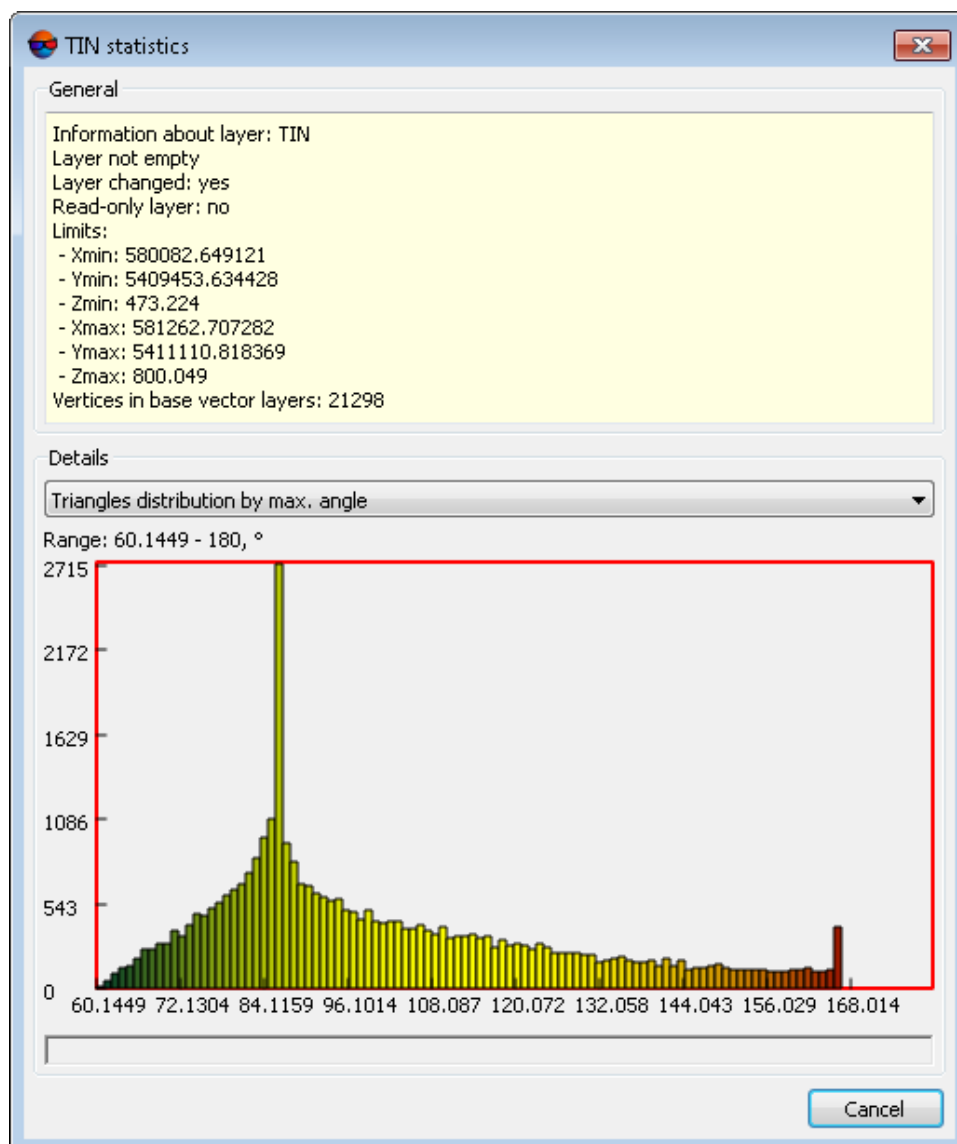 TIN statistics
General
Information about layer: TIN
Layer not empty
Layer changed: yes
Read-only layer: no
Limits:
- Xmin: 580082.649121
- Ymin: 5409453.634428
- Zmin: 473.224
- Xmax: 581262.707282
- Ymax: 5411110.818369
- Zmax: 800.049
Vertices in base vector layers: 21298
Details
Triangles distribution by max. angle
Range: 60.1449 - 180, °
2715
2172
1629
1086
543
0
60.1449 72.1304 84.1159 96.1014 108.087 120.072 132.058 144.043 156.029 168.014
Cancel